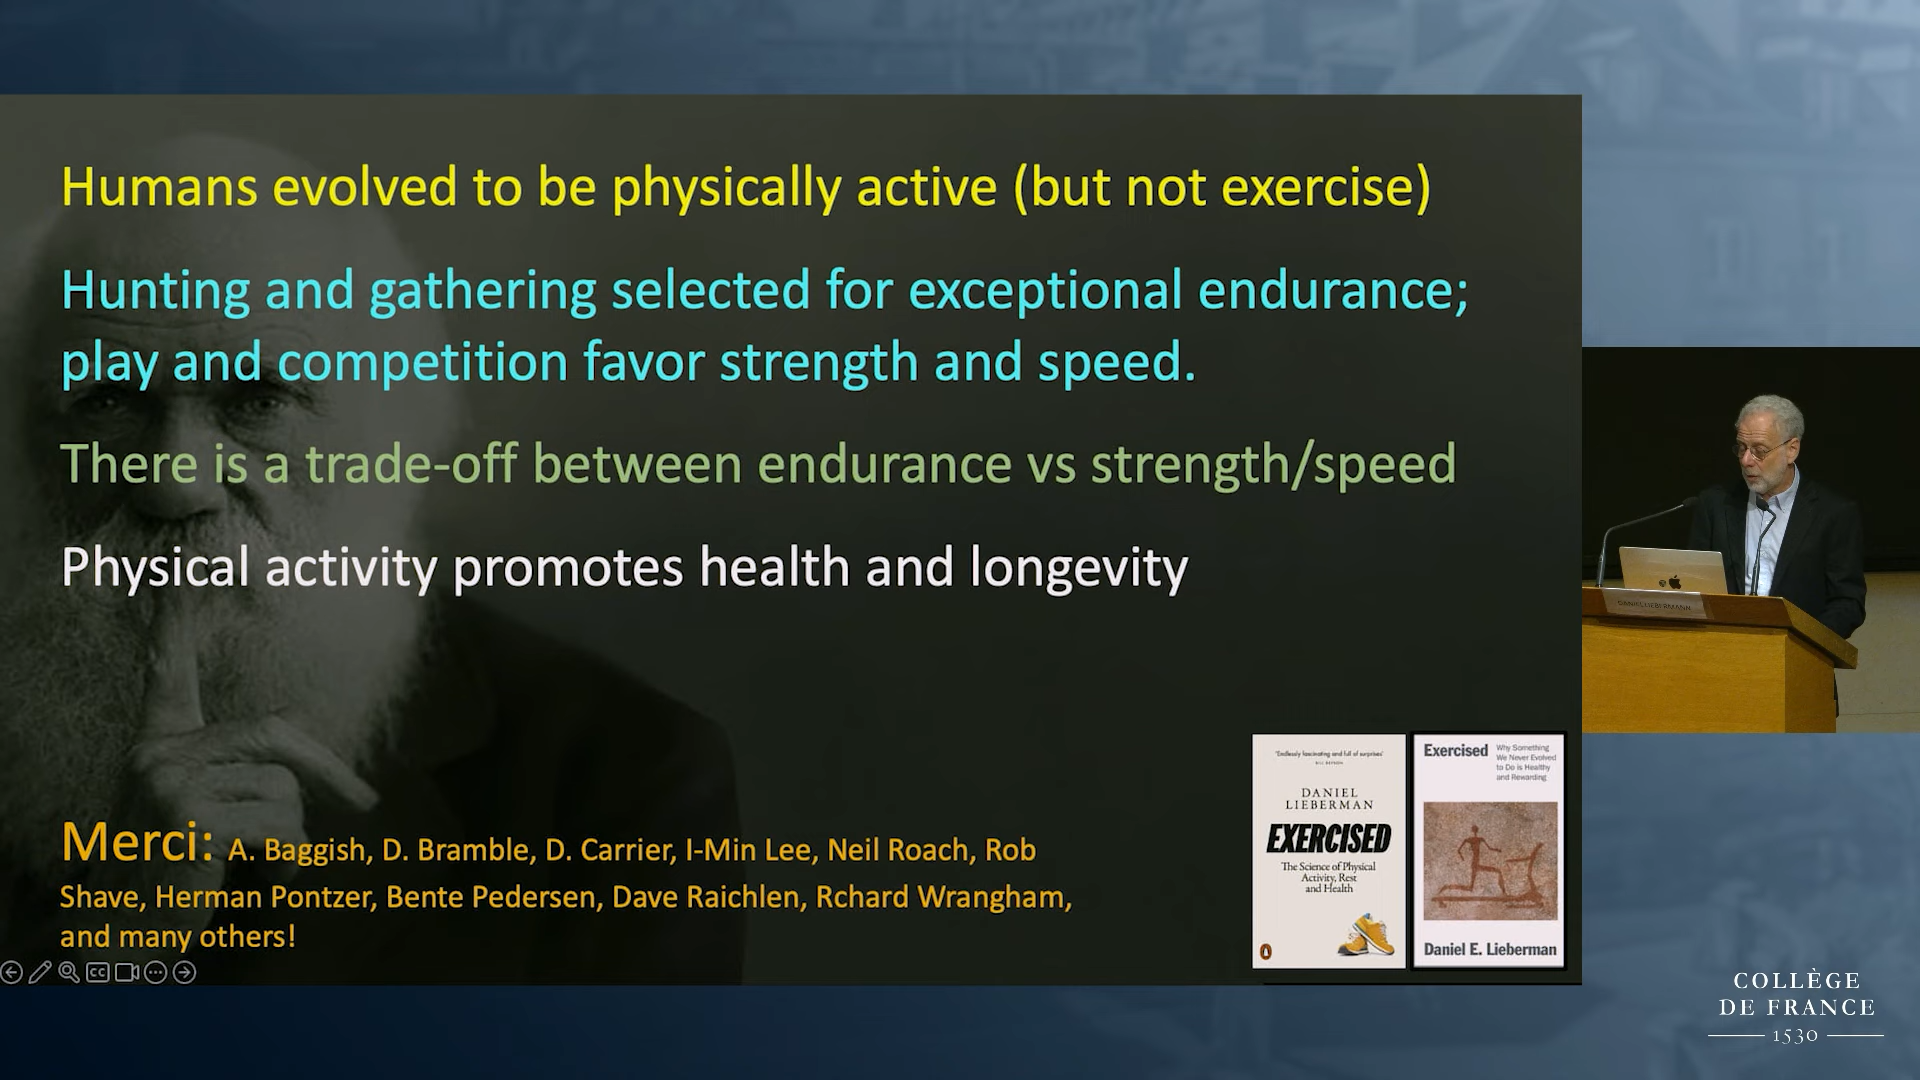 Humans evolved to be physically active (but not exercise)
Hunting and gathering selected for exceptional endurance;
play and competition favor strength and speed.
There is a trade-off between endurance vs strength/speed
Physical activity promotes health and longevity
Merci: A. Baggish, D. Bramble, D. Carrier, I-Min Lee, Neil Roach, Rob
Shave, Herman Pontzer, Bente Pedersen, Dave Raichlen, Rchard Wrangham,
and many others!
CC
'Endlessly fascinating and full of surprises'
BILL BRYSON
DANIEL
LIEBERMAN
EXERCISED
The Science of Physical
Activity, Rest
and Health
Exercised
Why Something
We Never Evolved
to Do is Healthy
and Rewarding
Daniel E. Lieberman
DANIEL LIEBERMANN
COLLÈGE
DE FRANCE
1530